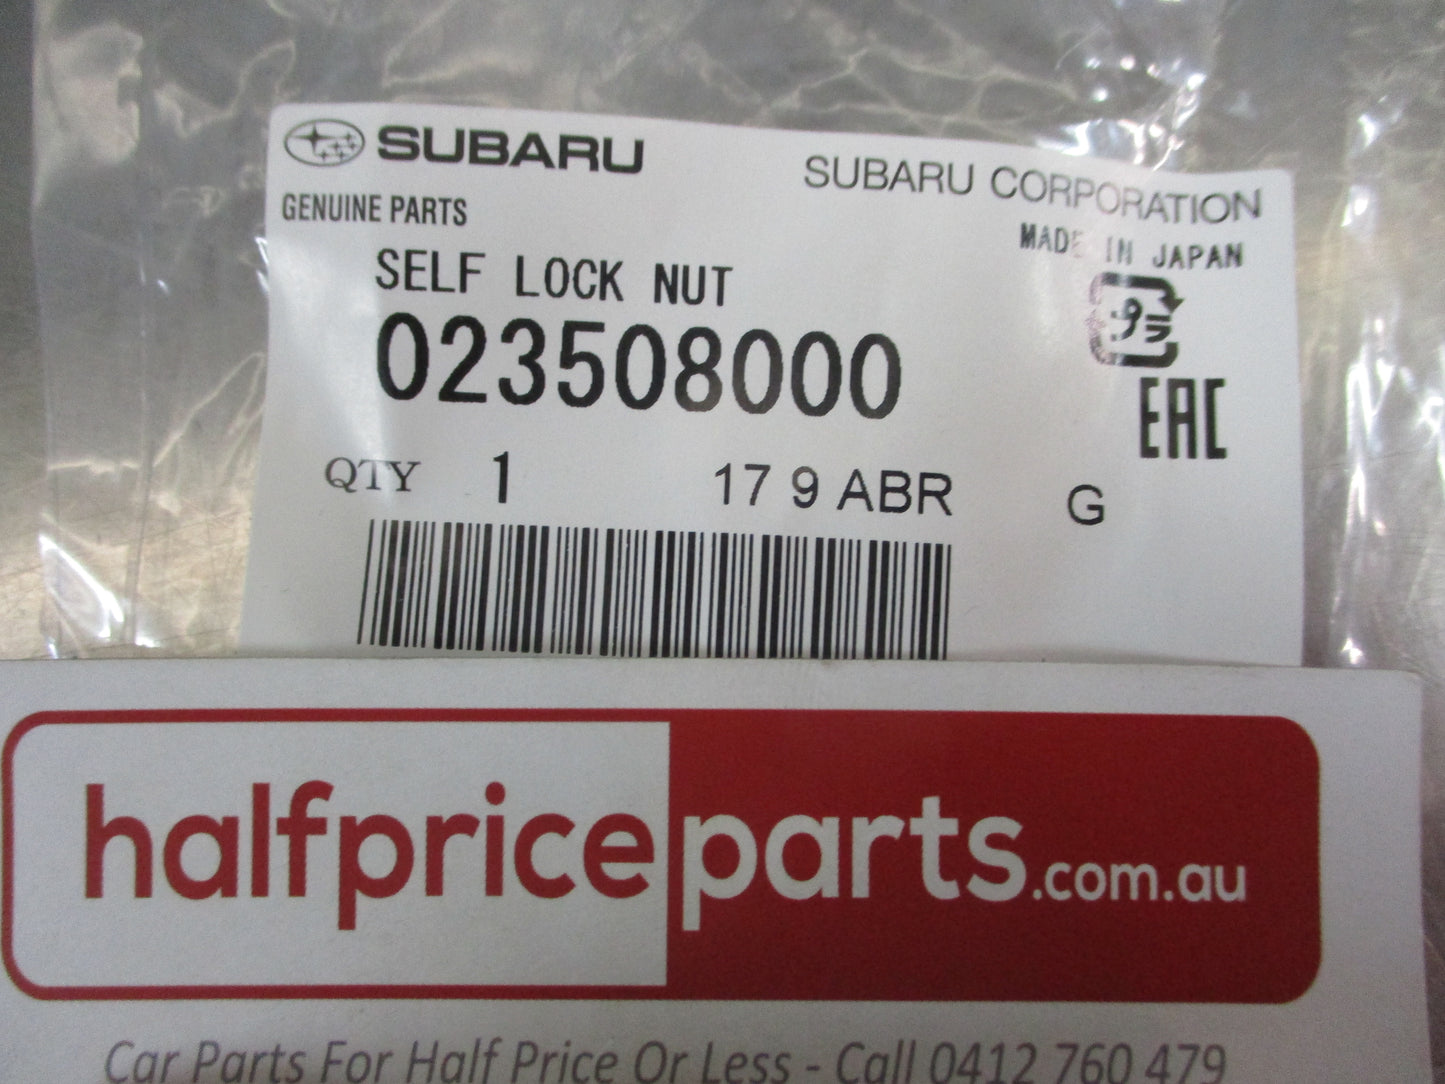 SUBARU
SUBARU CORPORATION
GENUINE PARTS
MADE IN JAPAN
SELF LOCK NUT
023508000
EAC
QTY 1 17 9 ABR G
halfpriceparts.com.au
Car Parts For Half Price Or Less - Call 0412 760 479